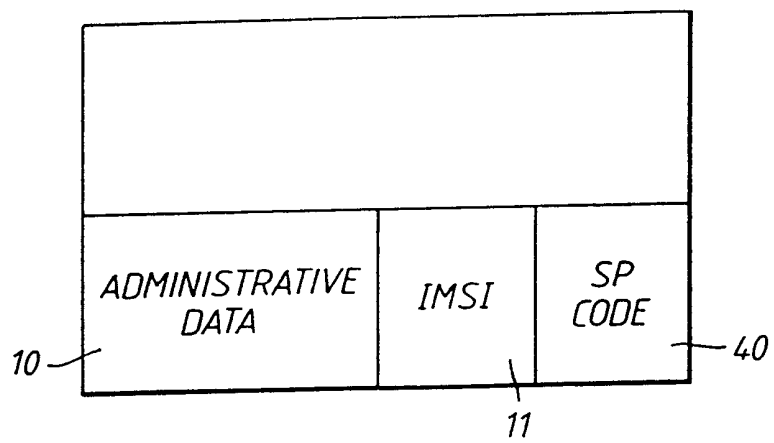 ADMINISTRATIVE
DATA
IMSI
SP
CODE
10
11
40